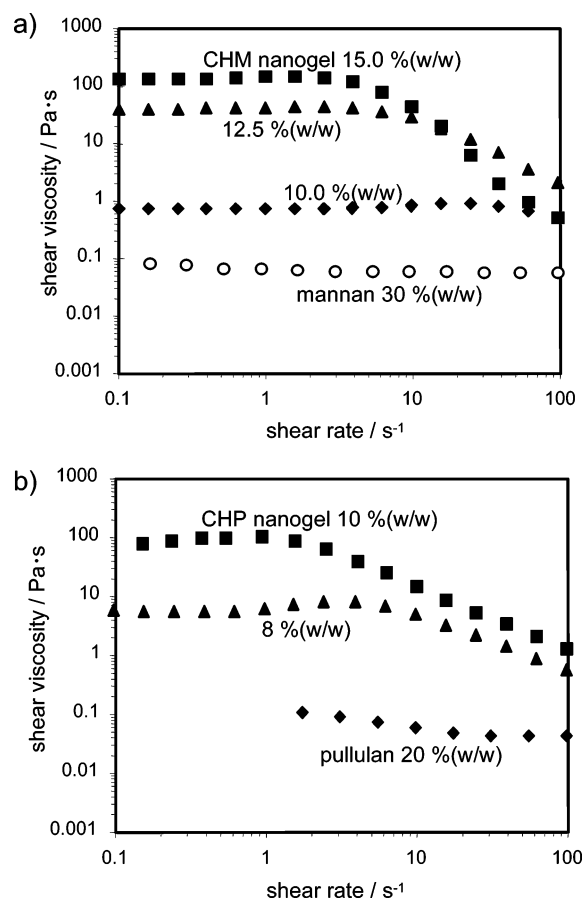 a)
1000
CHM nanogel 15.0 %(w/w)
100
12.5 %(w/w)
10
10.0 %(w/w)
1
0.1
mannan 30 %(w/w)
0.01
0.001
0.1 1 10 100
shear viscosity / Pa·s
shear rate / s⁻¹
b)
1000
CHP nanogel 10 %(w/w)
100
10
8 %(w/w)
1
0.1
pullulan 20 %(w/w)
0.01
0.001
0.1 1 10 100
shear viscosity / Pa·s
shear rate / s⁻¹